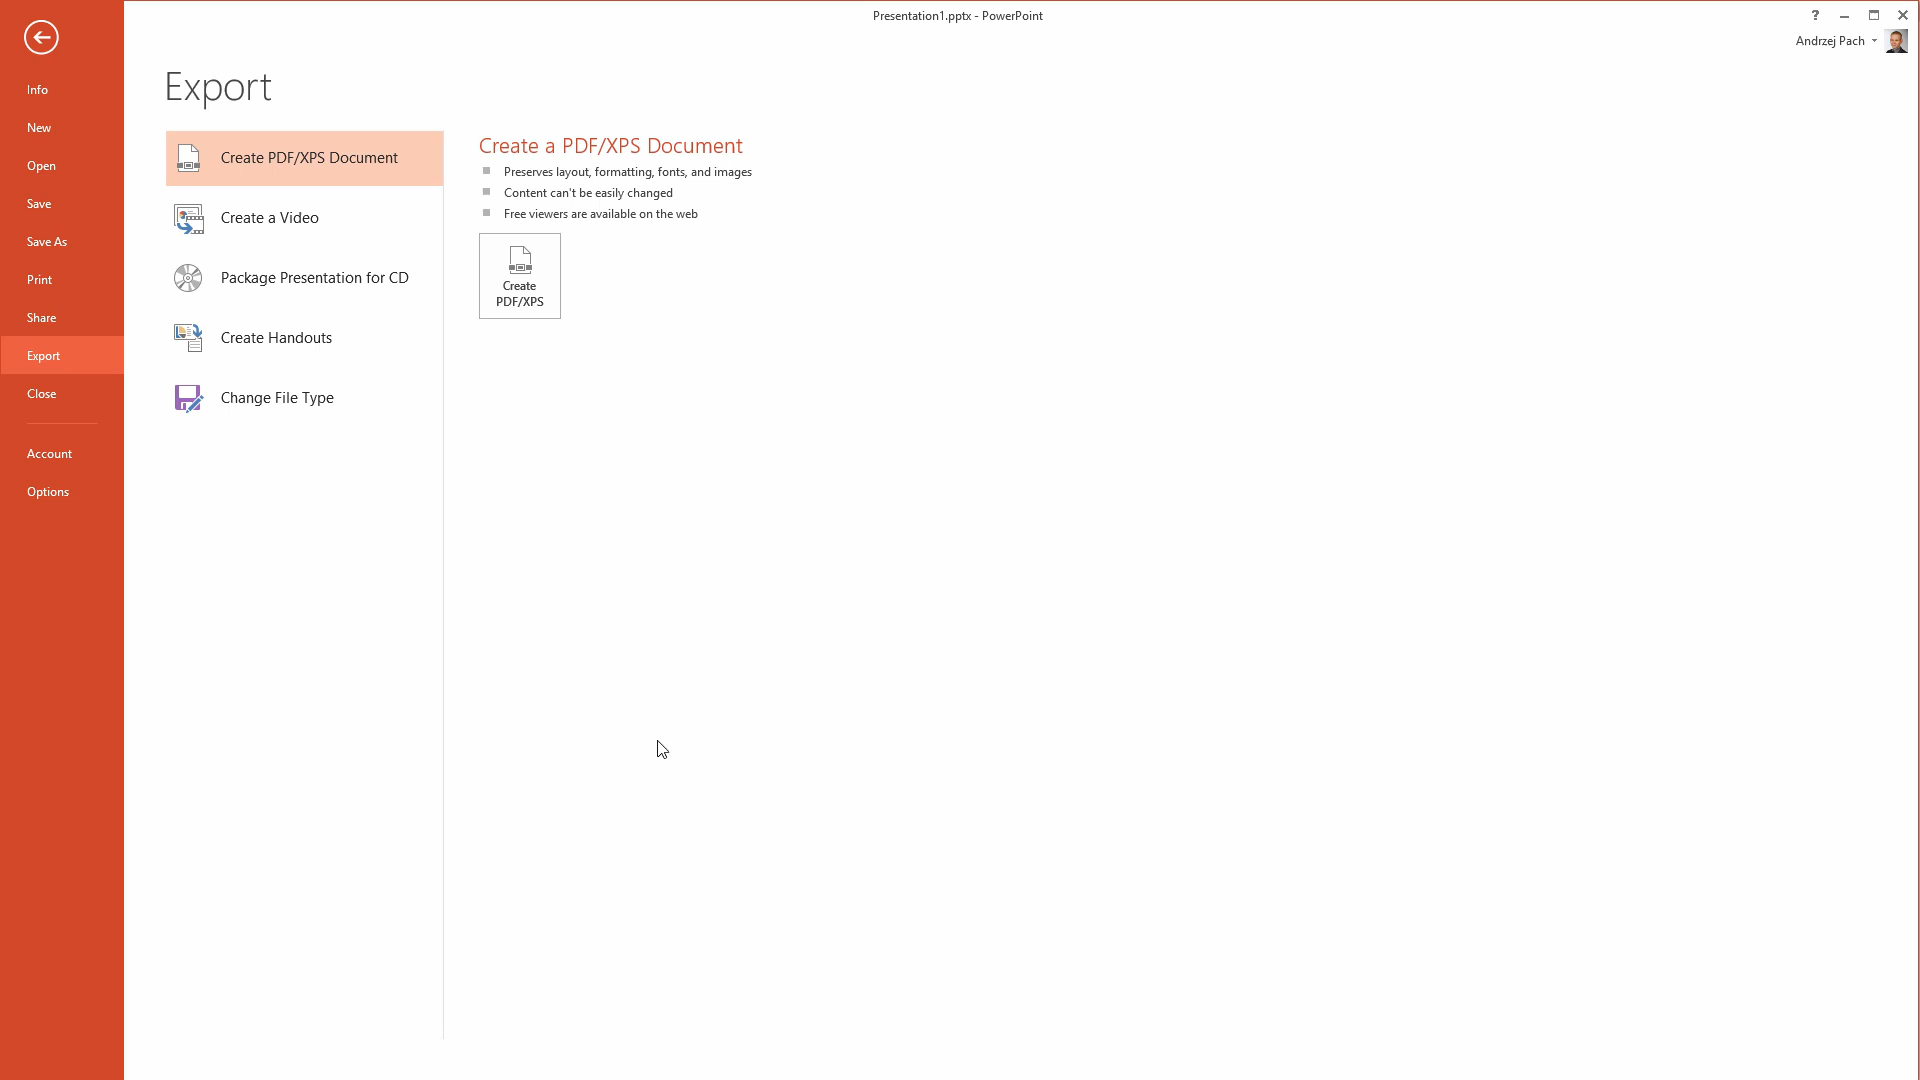 Presentation1.pptx - PowerPoint
?
Andrzej Pach
Info
New
Open
Save
Save As
Print
Share
Export
Close
Account
Options
Export
Create PDF/XPS Document
Create a Video
Package Presentation for CD
Create Handouts
Change File Type
Create a PDF/XPS Document
Preserves layout, formatting, fonts, and images
Content can't be easily changed
Free viewers are available on the web
Create
PDF/XPS